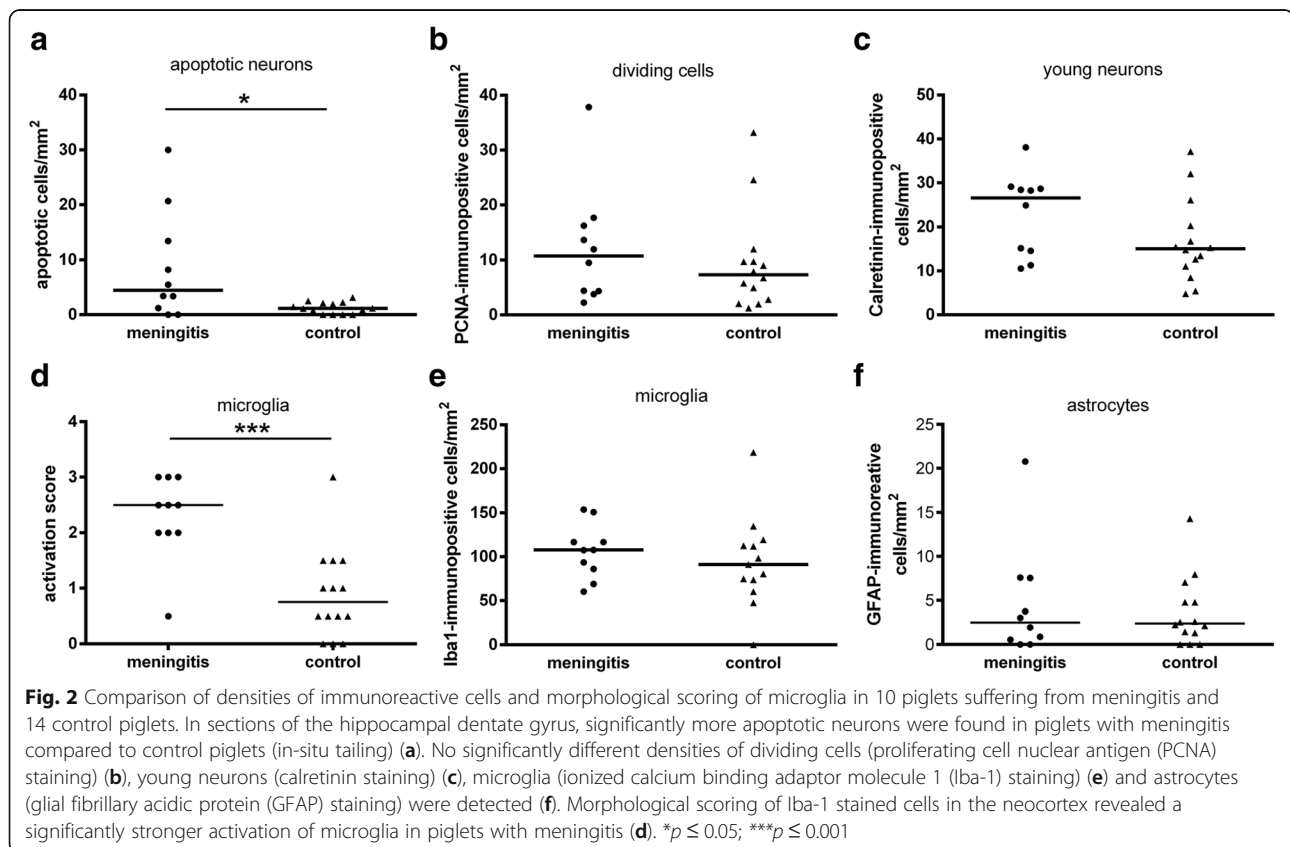 a
apoptotic neurons
apoptotic cells/mm²
40
30
20
10
0
*
meningitis
control
b
dividing cells
PCNA-immunopositive cells/mm²
40
30
20
10
0
meningitis
control
c
young neurons
Calretinin-immunopositive
cells/mm²
50
40
30
20
10
0
meningitis
control
d
microglia
activation score
4
3
2
1
0
***
meningitis
control
e
microglia
Iba1-immunopositive cells/mm²
250
200
150
100
50
0
meningitis
control
f
astrocytes
GFAP-immunoreative
cells/mm²
25
20
15
10
5
0
meningitis
control
Fig. 2 Comparison of densities of immunoreactive cells and morphological scoring of microglia in 10 piglets suffering from meningitis and
14 control piglets. In sections of the hippocampal dentate gyrus, significantly more apoptotic neurons were found in piglets with meningitis
compared to control piglets (in-situ tailing) (a). No significantly different densities of dividing cells (proliferating cell nuclear antigen (PCNA)
staining) (b), young neurons (calretinin staining) (c), microglia (ionized calcium binding adaptor molecule 1 (Iba-1) staining) (e) and astrocytes
(glial fibrillary acidic protein (GFAP) staining) were detected (f). Morphological scoring of Iba-1 stained cells in the neocortex revealed a
significantly stronger activation of microglia in piglets with meningitis (d). *p ≤ 0.05; ***p ≤ 0.001